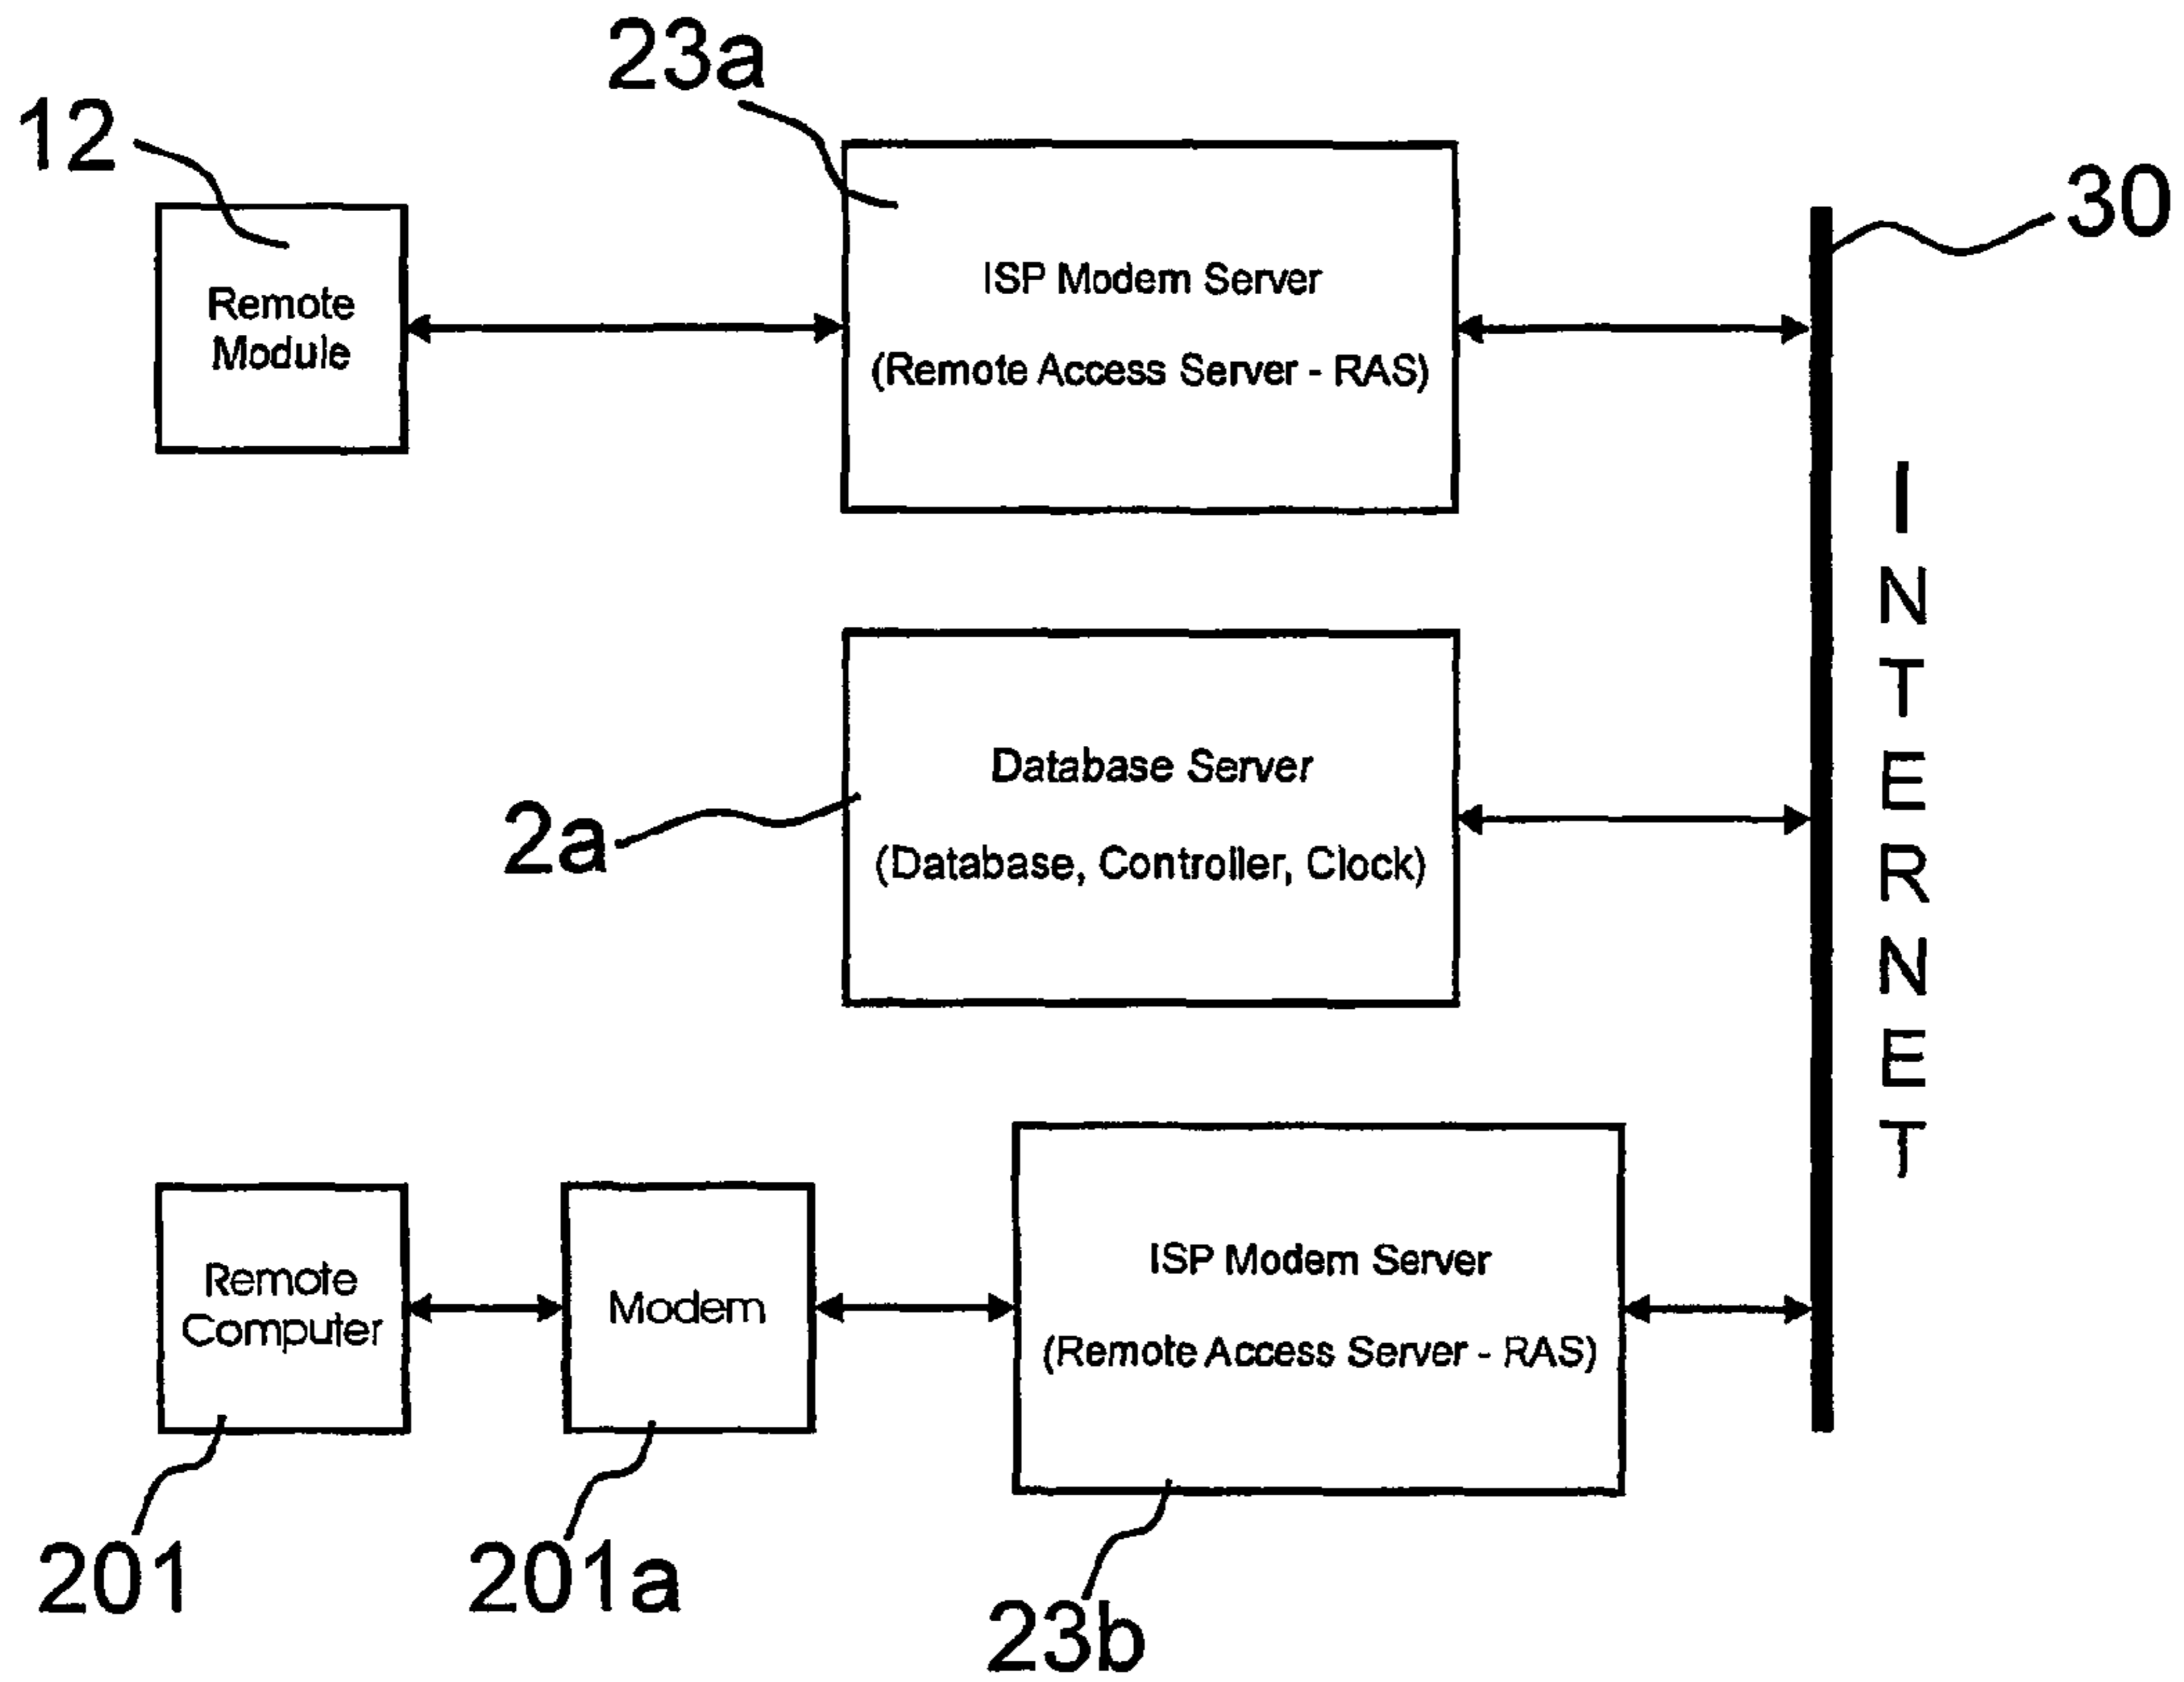 23a
12
30
Remote
Module
ISP Modem Server
(Remote Access Server - RAS)
INTERNET
Database Server
(Database, Controller, Clock)
2a
Remote
Computer
Modem
ISP Modem Server
(Remote Access Server - RAS)
201
201a
23b